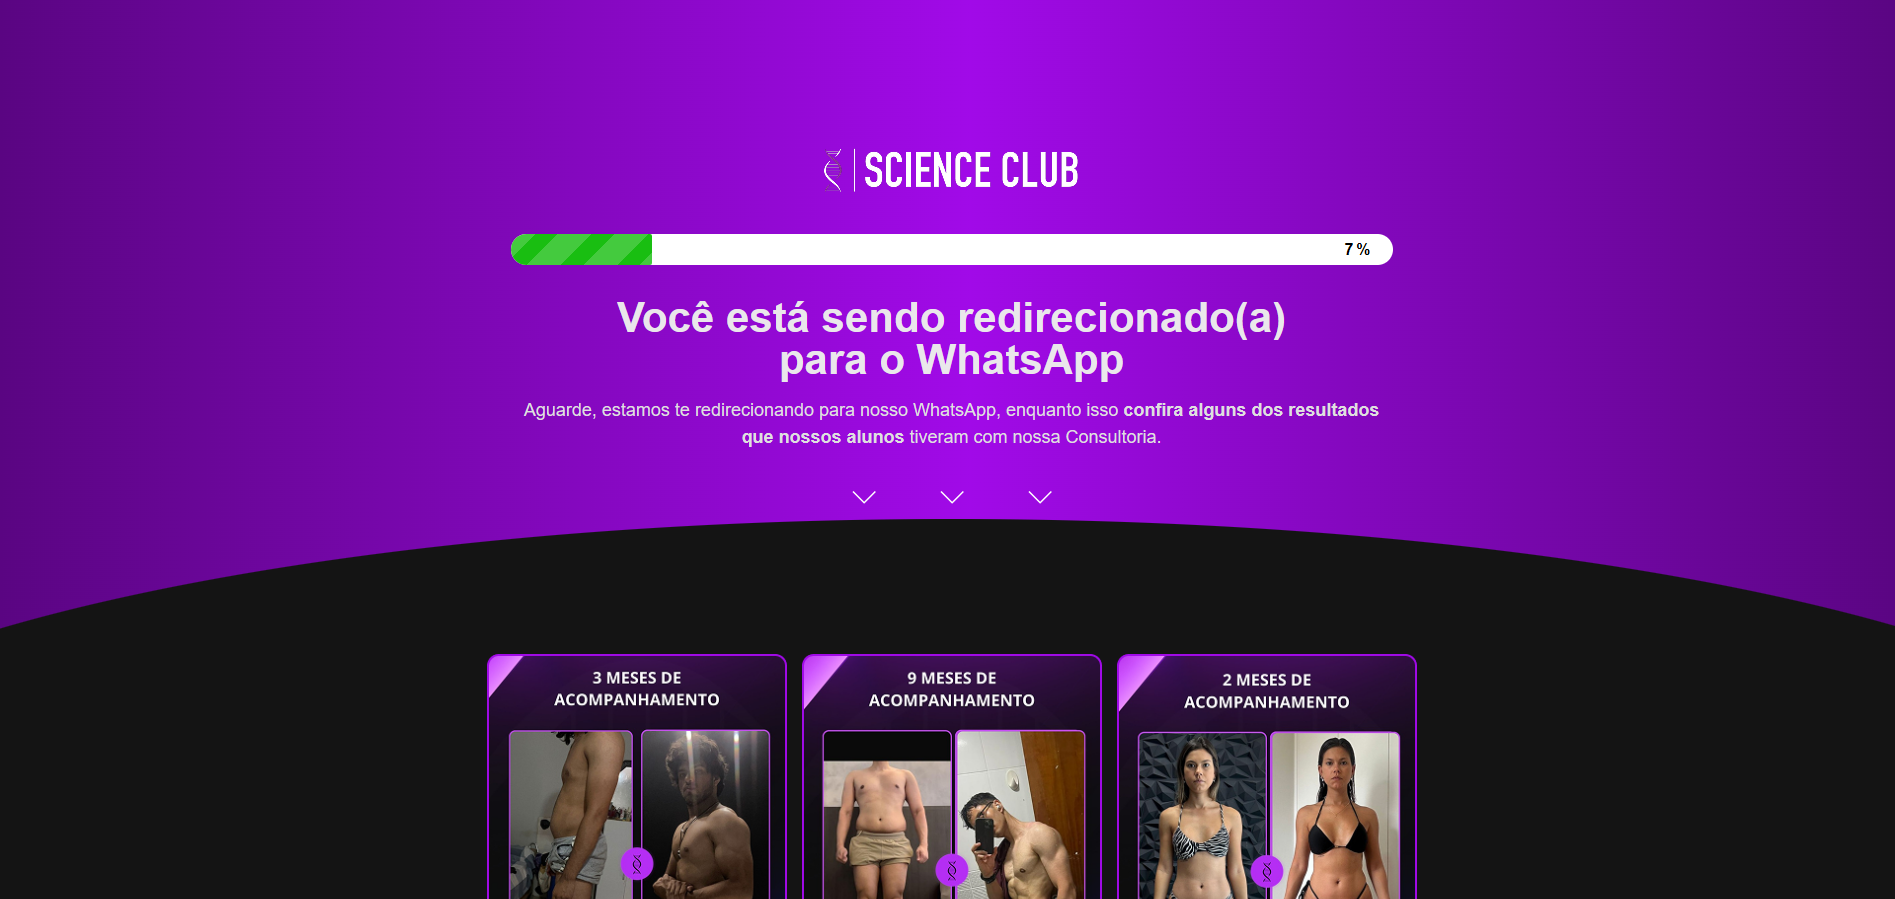 SCIENCE CLUB
7 %
Você está sendo redirecionado(a)
para o WhatsApp
Aguarde, estamos te redirecionando para nosso WhatsApp, enquanto isso confira alguns dos resultados
que nossos alunos tiveram com nossa Consultoria.
3 MESES DE
ACOMPANHAMENTO
9 MESES DE
ACOMPANHAMENTO
2 MESES DE
ACOMPANHAMENTO